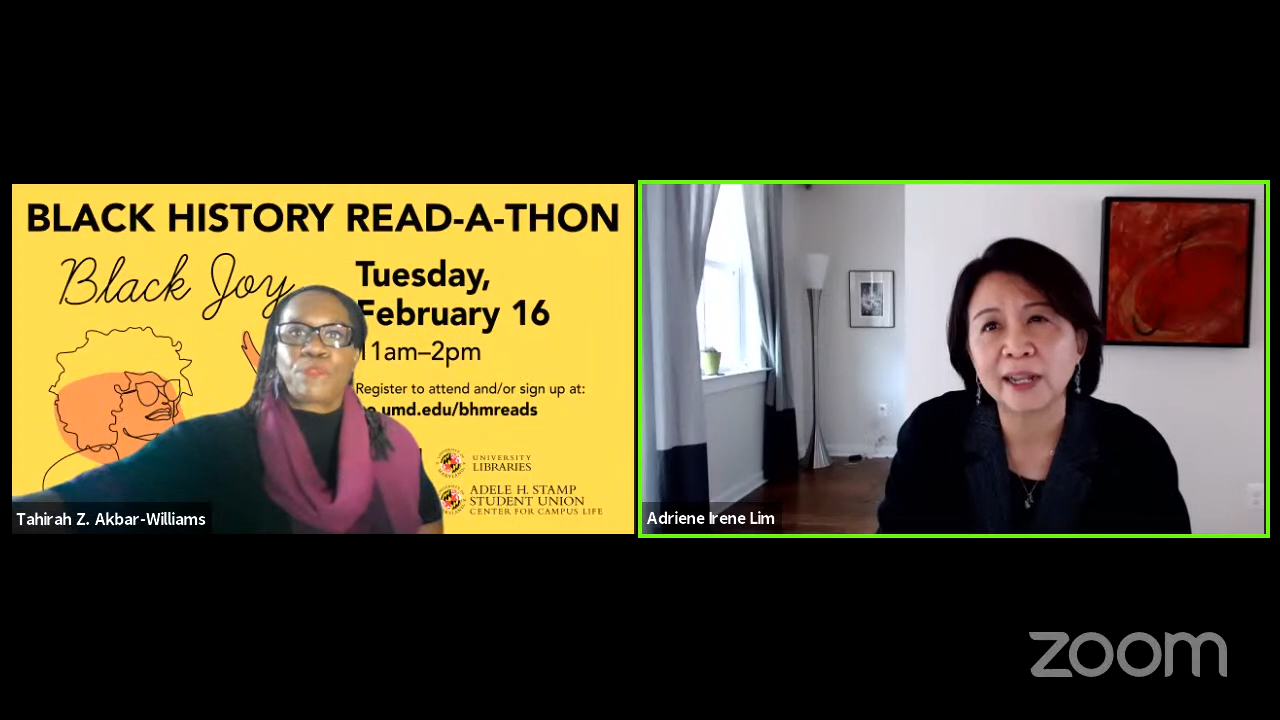 BLACK HISTORY READ-A-THON
Black Joy
Tuesday,
February 16
11am–2pm
Register to attend and/or sign up at:
umd.edu/bhmreads
UNIVERSITY
LIBRARIES
ADELE H. STAMP
STUDENT UNION
CENTER FOR CAMPUS LIFE
Tahirah Z. Akbar-Williams
Adriene Irene Lim
zoom